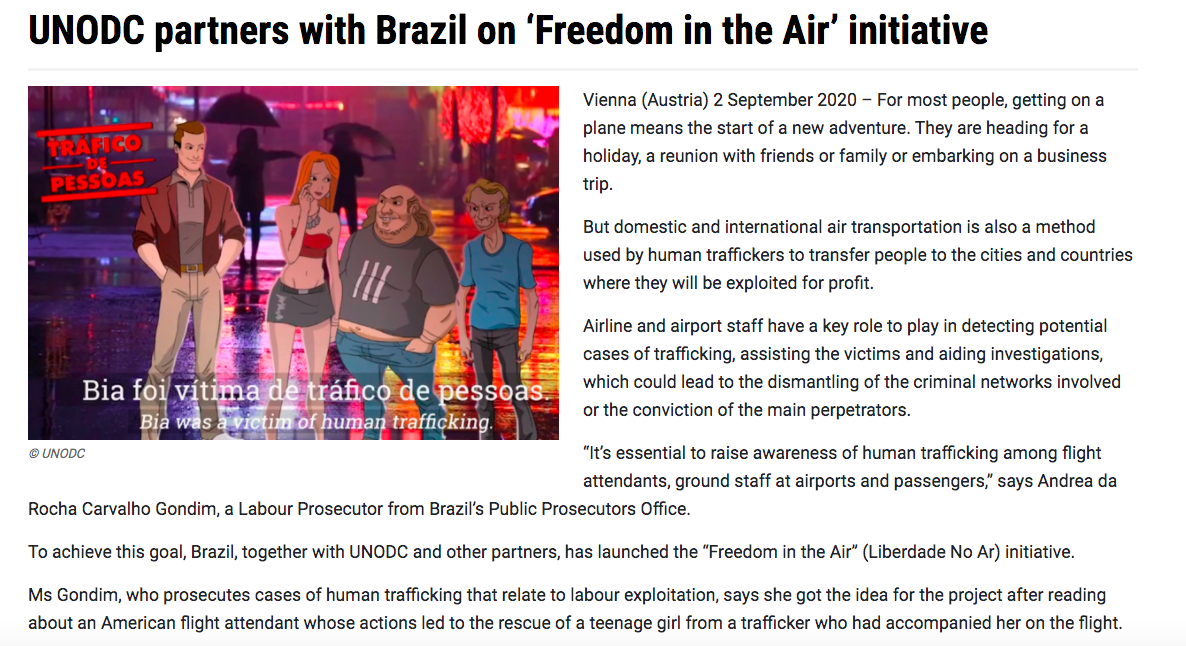 UNODC partners with Brazil on ‘Freedom in the Air’ initiative
TRÁFICO
DE
PESSOAS
Bia foi vítima de tráfico de pessoas.
Bia was a victim of human trafficking.
© UNODC
Vienna (Austria) 2 September 2020 – For most people, getting on a
plane means the start of a new adventure. They are heading for a
holiday, a reunion with friends or family or embarking on a business
trip.
But domestic and international air transportation is also a method
used by human traffickers to transfer people to the cities and countries
where they will be exploited for profit.
Airline and airport staff have a key role to play in detecting potential
cases of trafficking, assisting the victims and aiding investigations,
which could lead to the dismantling of the criminal networks involved
or the conviction of the main perpetrators.
“It’s essential to raise awareness of human trafficking among flight
attendants, ground staff at airports and passengers,” says Andrea da
Rocha Carvalho Gondim, a Labour Prosecutor from Brazil’s Public Prosecutors Office.
To achieve this goal, Brazil, together with UNODC and other partners, has launched the “Freedom in the Air” (Liberdade No Ar) initiative.
Ms Gondim, who prosecutes cases of human trafficking that relate to labour exploitation, says she got the idea for the project after reading
about an American flight attendant whose actions led to the rescue of a teenage girl from a trafficker who had accompanied her on the flight.